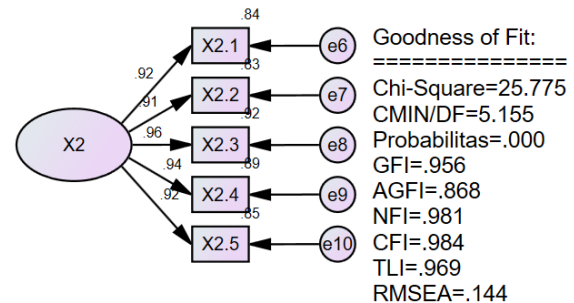 .84
X2.1
e6
.92
.83
X2.2
e7
.91
.92
X2
X2.3
e8
.96
.89
X2.4
e9
.94
.85
X2.5
e10
.92
Goodness of Fit:
===============
Chi-Square=25.775
CMIN/DF=5.155
Probabilitas=.000
GFI=.956
AGFI=.868
NFI=.981
CFI=.984
TLI=.969
RMSEA=.144